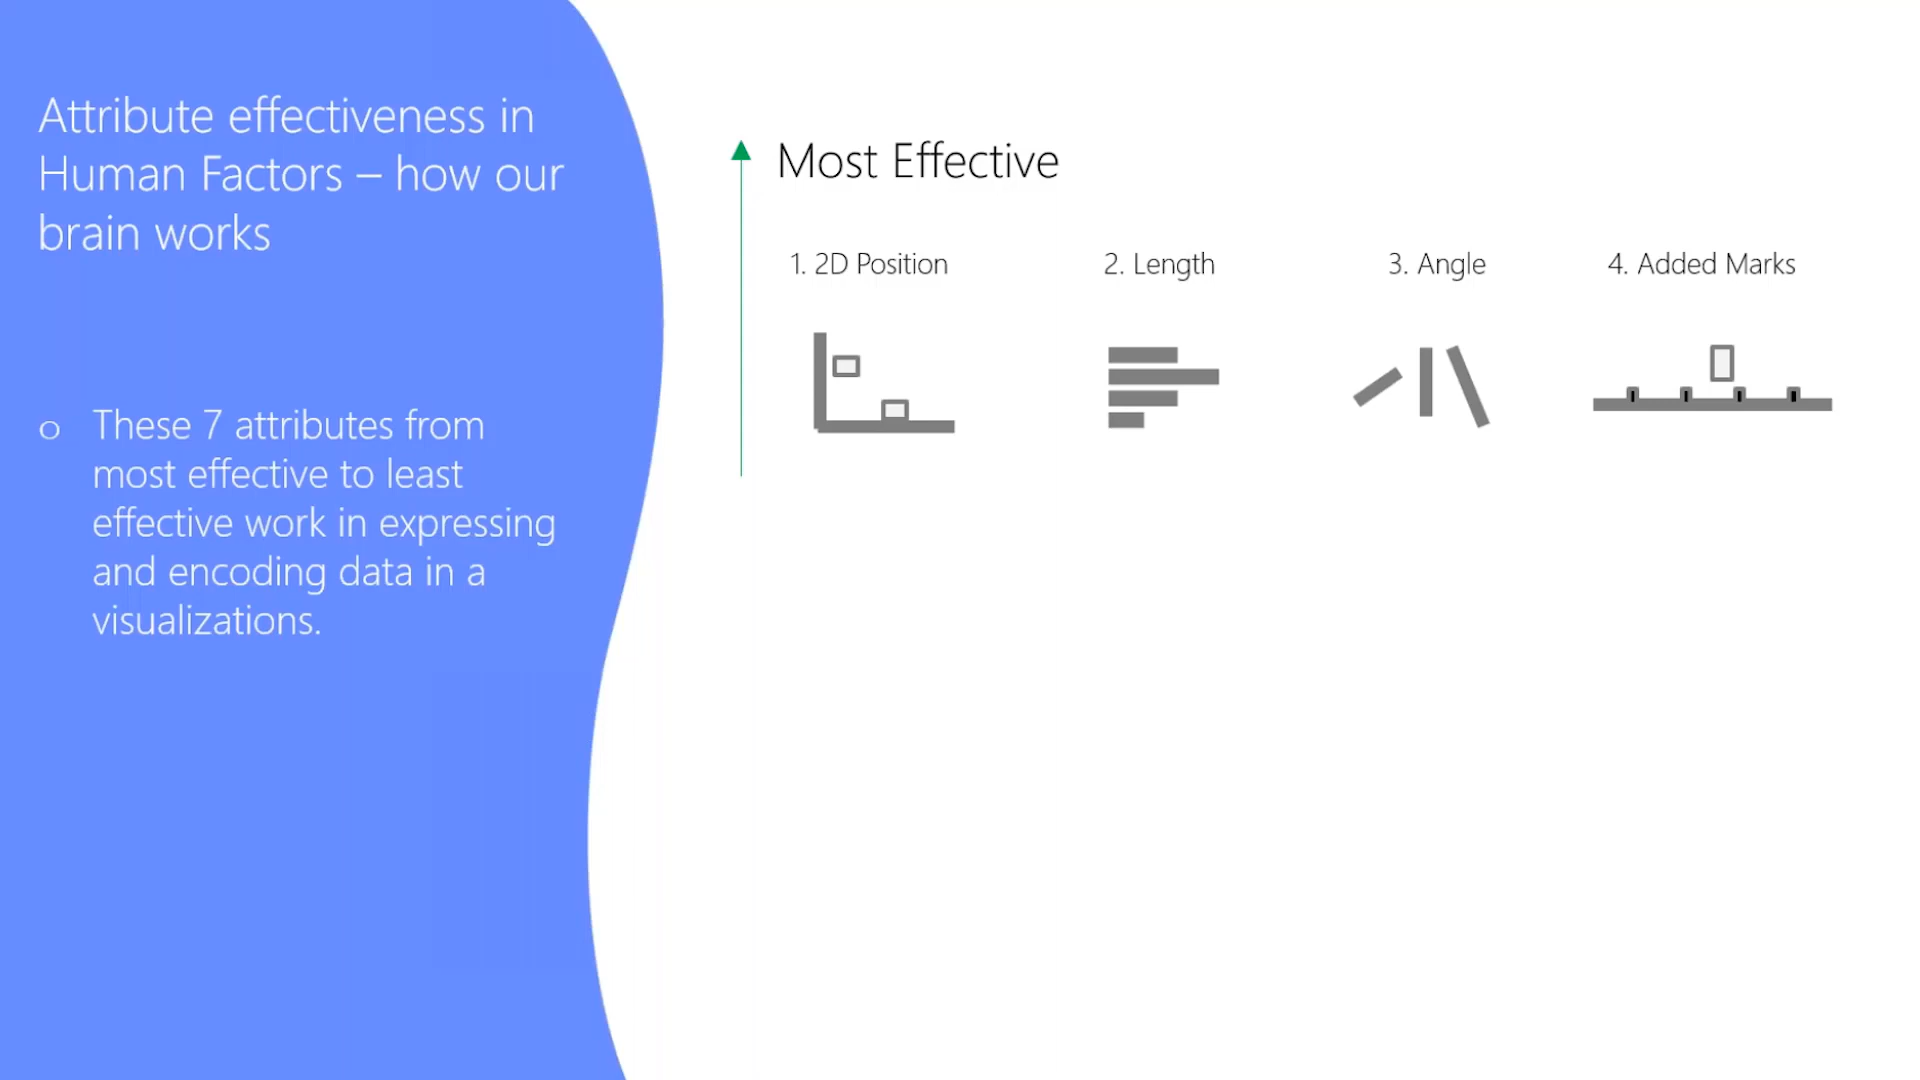 Attribute effectiveness in
Human Factors – how our
brain works
o These 7 attributes from
most effective to least
effective work in expressing
and encoding data in a
visualizations.
Most Effective
1. 2D Position
2. Length
3. Angle
4. Added Marks